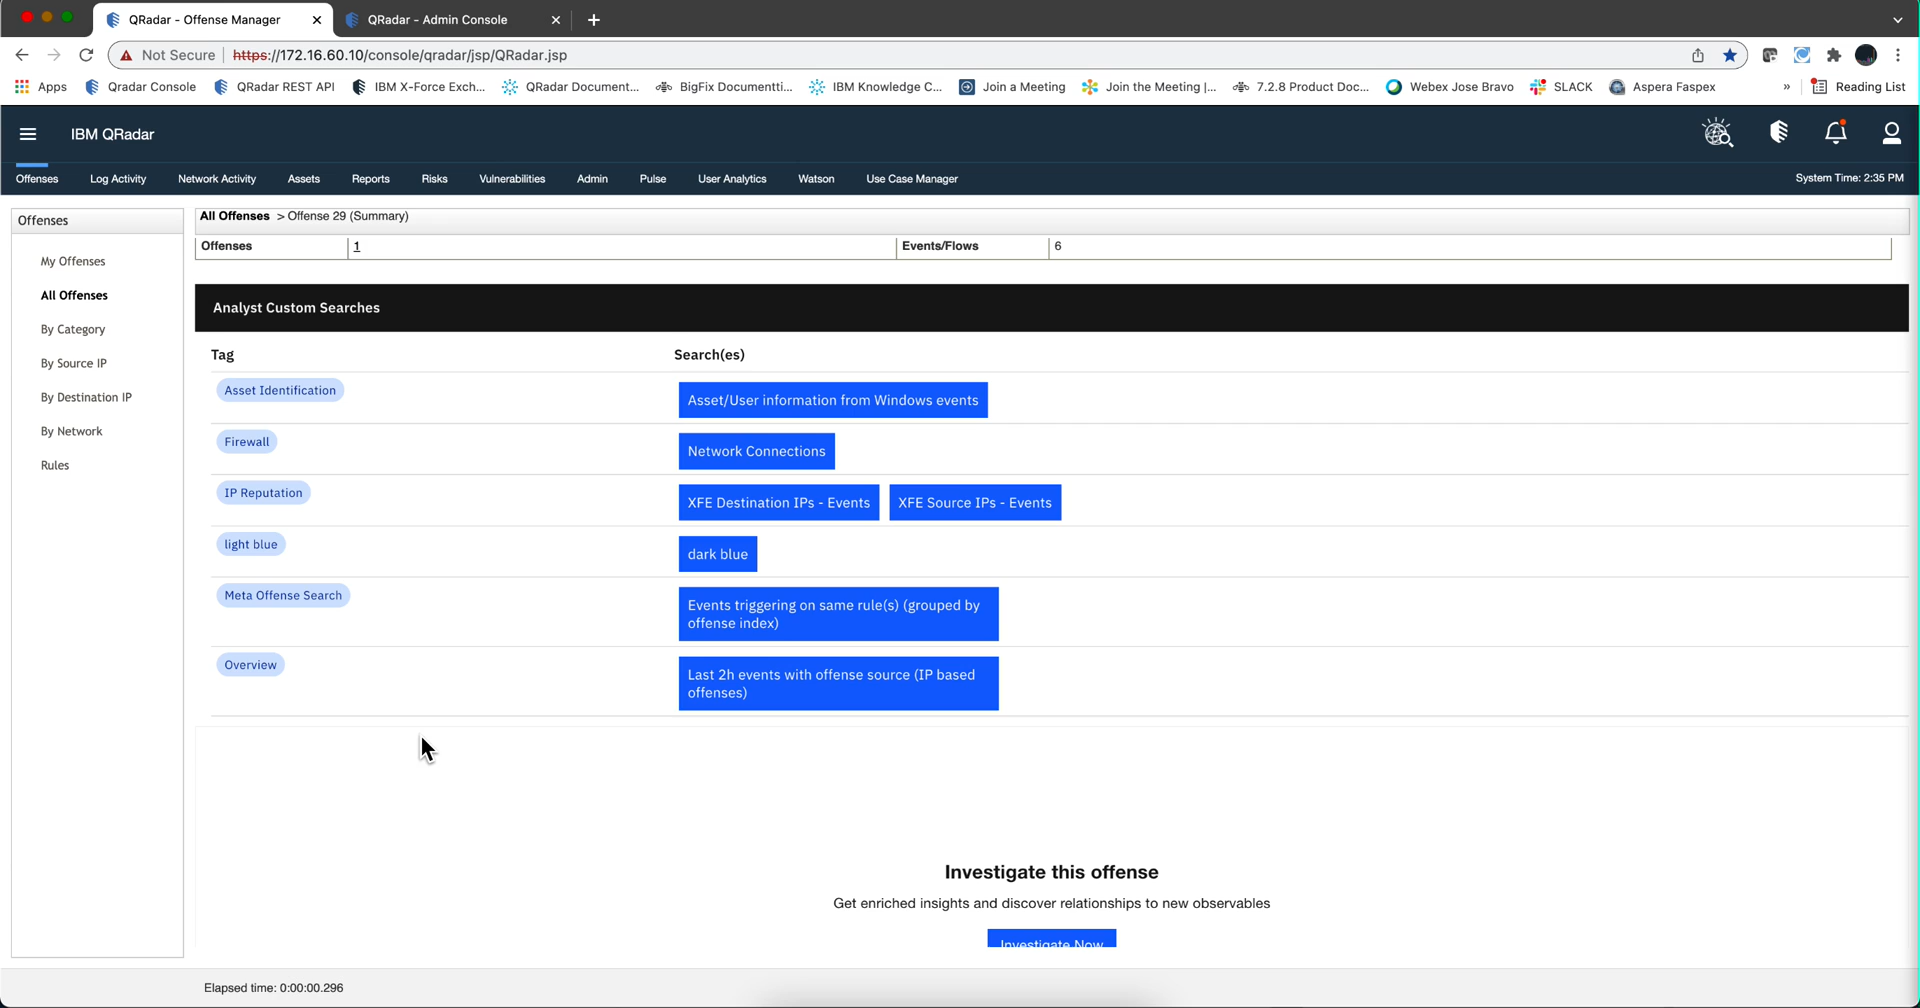 QRadar - Offense Manager
QRadar - Admin Console
Not Secure
https://172.16.60.10/console/qradar/jsp/QRadar.jsp
Apps
Qradar Console
QRadar REST API
IBM X-Force Exch...
QRadar Document...
BigFix Documentti...
IBM Knowledge C...
Join a Meeting
Join the Meeting |...
7.2.8 Product Doc...
Webex Jose Bravo
SLACK
Aspera Faspex
»
Reading List
IBM QRadar
Offenses
Log Activity
Network Activity
Assets
Reports
Risks
Vulnerabilities
Admin
Pulse
User Analytics
Watson
Use Case Manager
System Time: 2:35 PM
Offenses
My Offenses
All Offenses
By Category
By Source IP
By Destination IP
By Network
Rules
All Offenses > Offense 29 (Summary)
Offenses
1
Events/Flows
6
Analyst Custom Searches
Tag
Search(es)
Asset Identification
Asset/User information from Windows events
Firewall
Network Connections
IP Reputation
XFE Destination IPs - Events
XFE Source IPs - Events
light blue
dark blue
Meta Offense Search
Events triggering on same rule(s) (grouped by
offense index)
Overview
Last 2h events with offense source (IP based
offenses)
Investigate this offense
Get enriched insights and discover relationships to new observables
Investigate Now
Elapsed time: 0:00:00.296